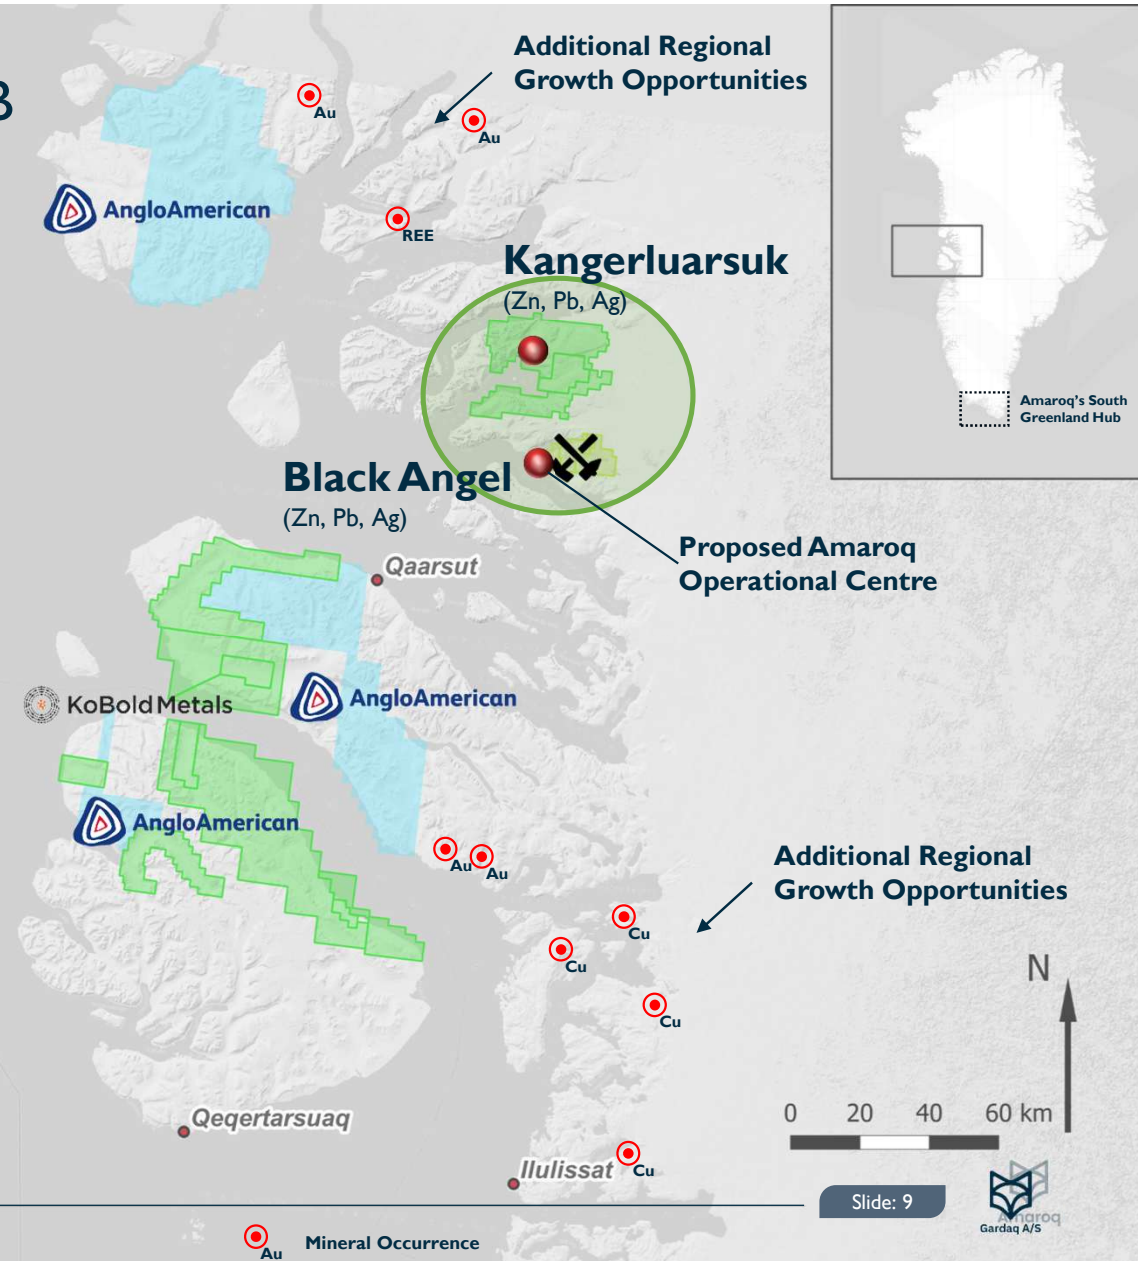 B
Additional Regional
Growth Opportunities
Au
Au
AngloAmerican
REE
Kangerluarsuk
(Zn, Pb, Ag)
Amaroq's South
Greenland Hub
Black Angel
(Zn, Pb, Ag)
Proposed Amaroq
Operational Centre
Qaarsut
KoBold Metals
AngloAmerican
AngloAmerican
Au
Au
Additional Regional
Growth Opportunities
Cu
Cu
Cu
N
0 20 40 60 km
Qeqertarsuaq
Ilulissat
Cu
Slide: 9
Amaroq
Gardaq A/S
Au
Mineral Occurrence